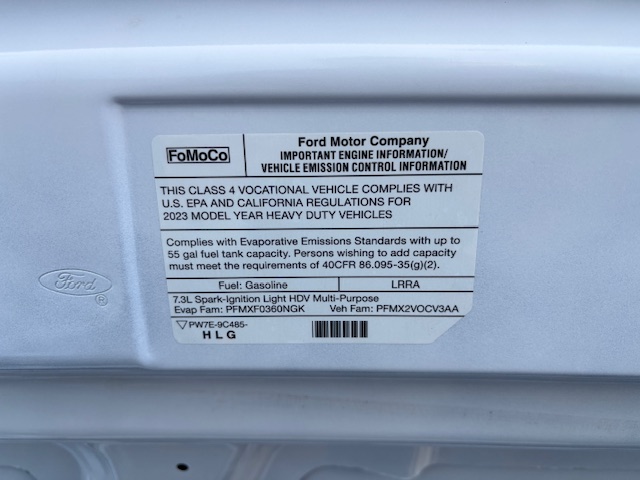 FoMoCo
Ford Motor Company
IMPORTANT ENGINE INFORMATION/
VEHICLE EMISSION CONTROL INFORMATION
THIS CLASS 4 VOCATIONAL VEHICLE COMPLIES WITH
U.S. EPA AND CALIFORNIA REGULATIONS FOR
2023 MODEL YEAR HEAVY DUTY VEHICLES
Complies with Evaporative Emissions Standards with up to
55 gal fuel tank capacity. Persons wishing to add capacity
must meet the requirements of 40CFR 86.095-35(g)(2).
Fuel: Gasoline LRRA
7.3L Spark-Ignition Light HDV Multi-Purpose
Evap Fam: PFMXF0360NGK Veh Fam: PFMX2VOCV3AA
PW7E-9C485-
H L G
Ford ®